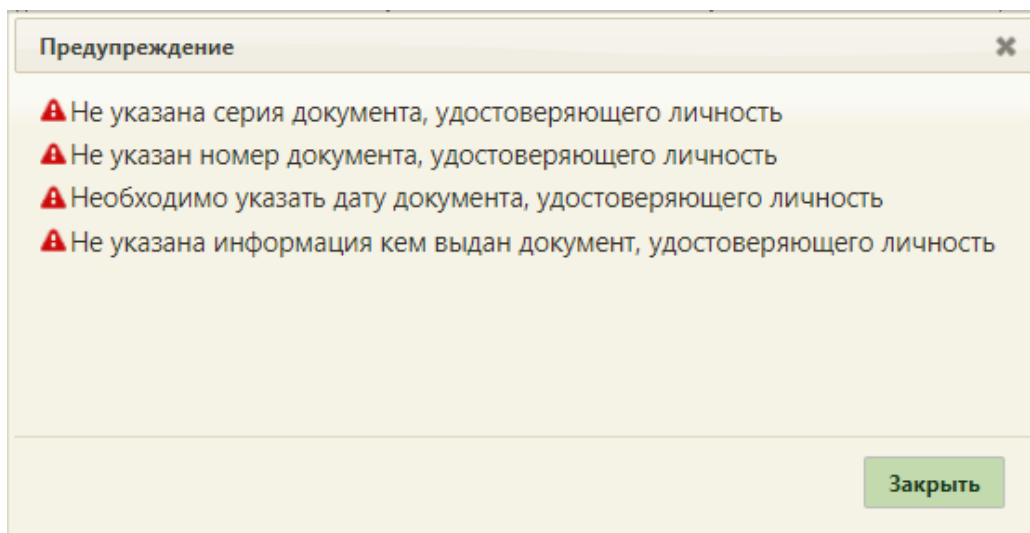 Предупреждение
Не указана серия документа, удостоверяющего личность
Не указан номер документа, удостоверяющего личность
Необходимо указать дату документа, удостоверяющего личность
Не указана информация кем выдан документ, удостоверяющего личность
Закрыть